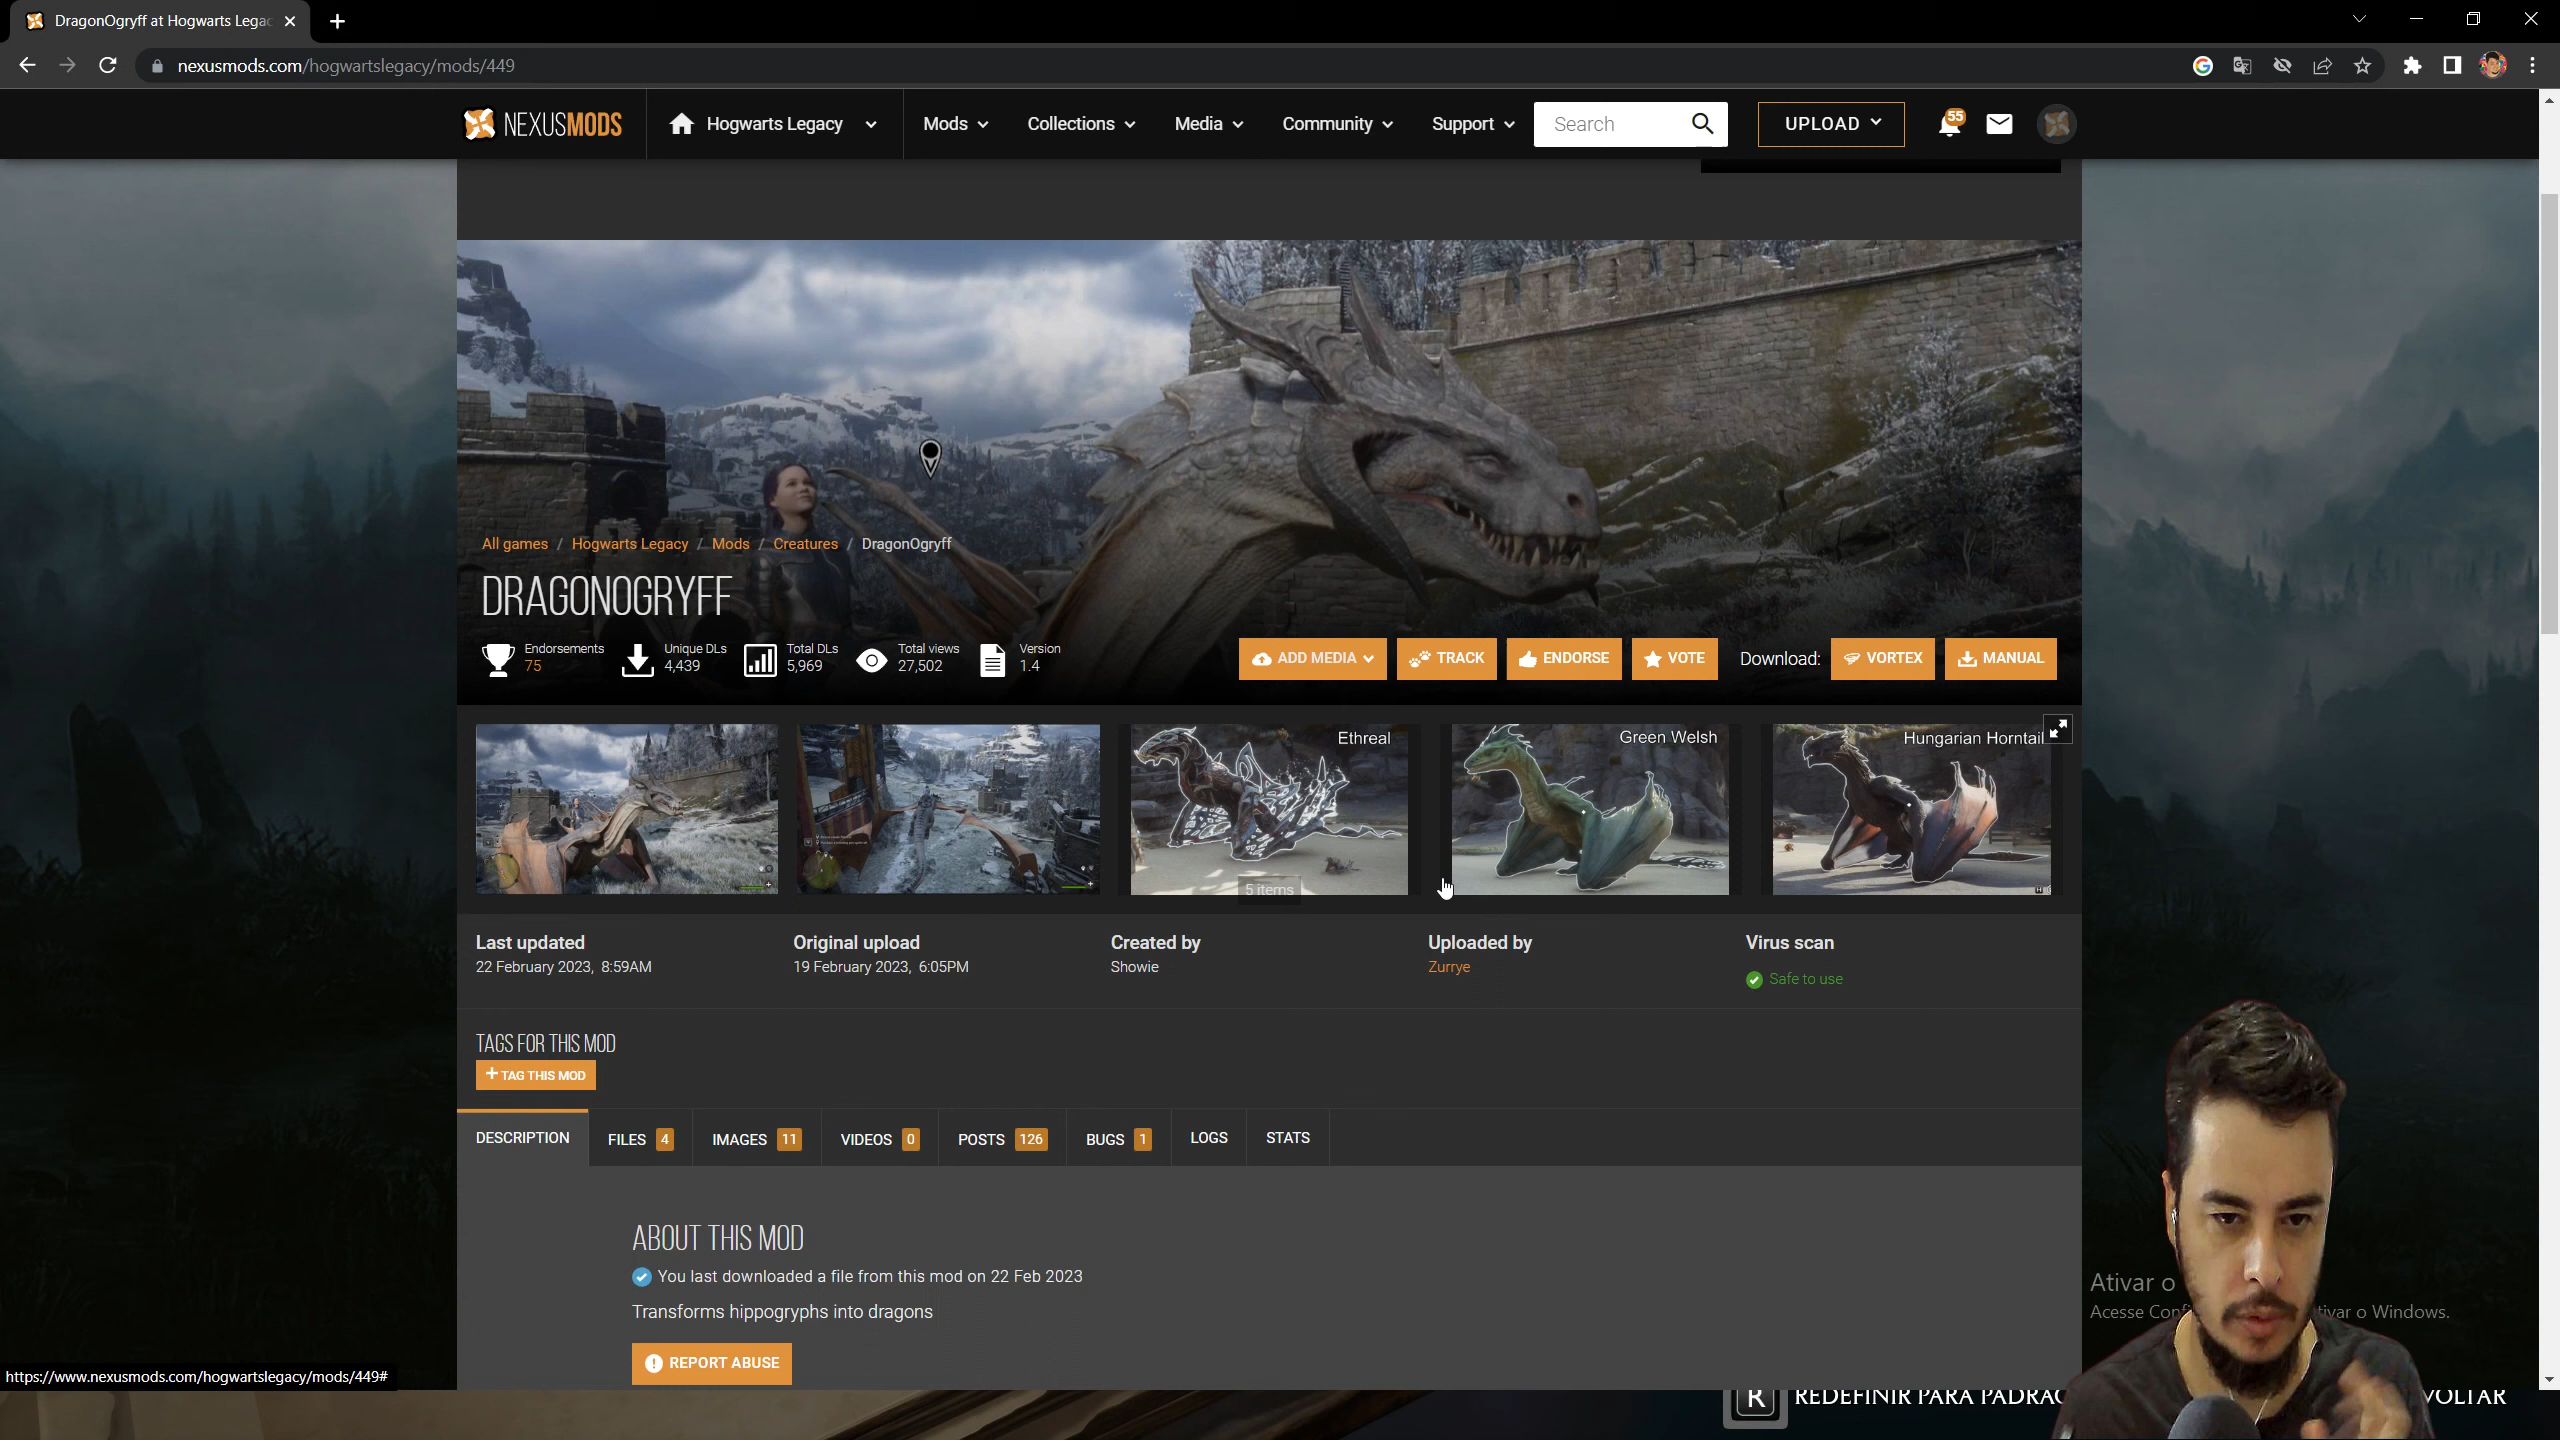 DragonOgryff at Hogwarts Legac
nexusmods.com/hogwartslegacy/mods/449
NEXUSMODS
Hogwarts Legacy
Mods
Collections
Media
Community
Support
Search
UPLOAD
55
All games / Hogwarts Legacy / Mods / Creatures / DragonOgryff
DRAGONOGRYFF
Endorsements
75
Unique DLs
4,439
Total DLs
5,969
Total views
27,502
Version
1.4
ADD MEDIA
TRACK
ENDORSE
VOTE
Download:
VORTEX
MANUAL
Ethreal
Green Welsh
Hungarian Horntail
5 items
Last updated
22 February 2023, 8:59AM
Original upload
19 February 2023, 6:05PM
Created by
Showie
Uploaded by
Zurrye
Virus scan
Safe to use
TAGS FOR THIS MOD
+ TAG THIS MOD
DESCRIPTION
FILES 4
IMAGES 11
VIDEOS 0
POSTS 126
BUGS 1
LOGS
STATS
ABOUT THIS MOD
You last downloaded a file from this mod on 22 Feb 2023
Transforms hippogryphs into dragons
REPORT ABUSE
Ativar o
Acesse o Windows.
https://www.nexusmods.com/hogwartslegacy/mods/449#
R REDEFINIR PARA
VOLTAR